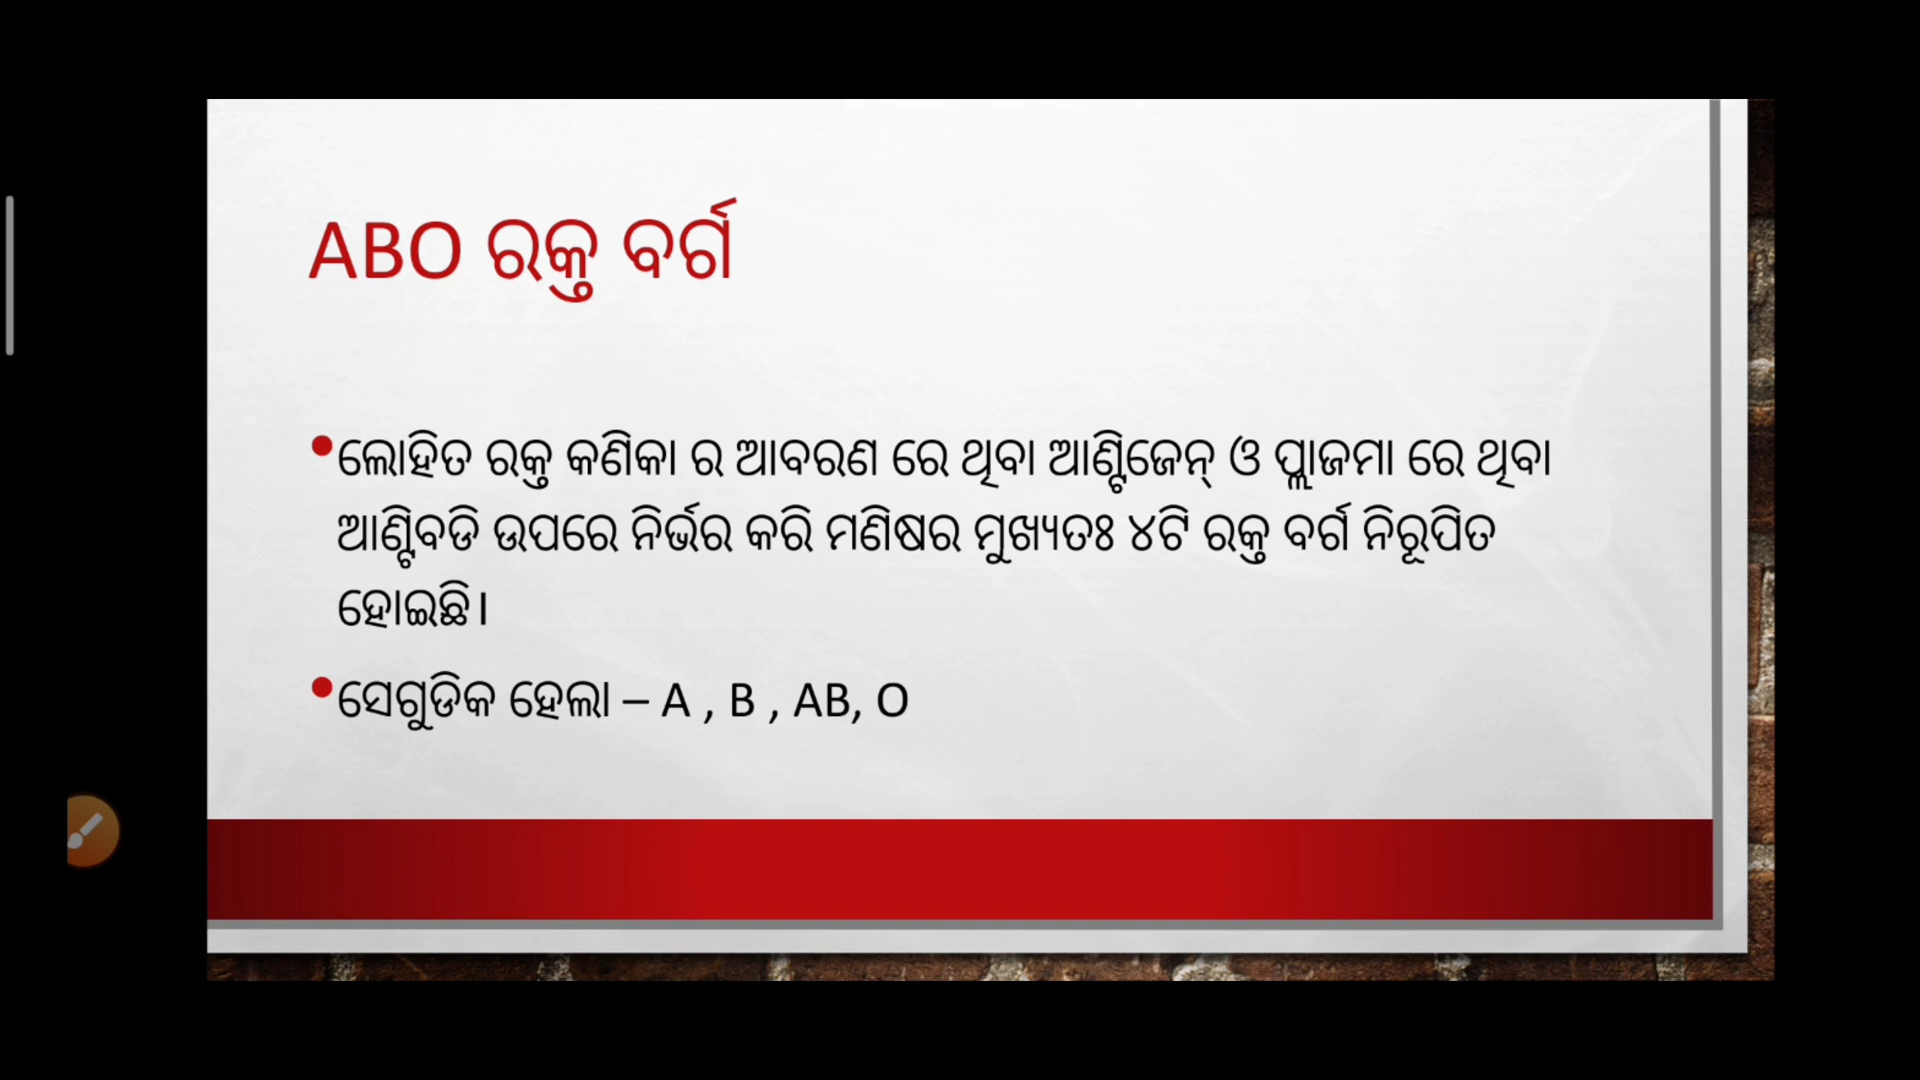 ABO ରକ୍ତ ବର୍ଗ
•ଲୋହିତ ରକ୍ତ କଣିକା ର ଆବରଣ ରେ ଥିବା ଆଣ୍ଟିଜେନ୍ ଓ ପ୍ଲାଜମା ରେ ଥିବା
ଆଣ୍ଟିବଡି ଉପରେ ନିର୍ଭର କରି ମଣିଷର ମୁଖ୍ୟତଃ ୪ଟି ରକ୍ତ ବର୍ଗ ନିରୂପିତ
ହୋଇଛି।
•ସେଗୁଡିକ ହେଲା – A , B , AB, O